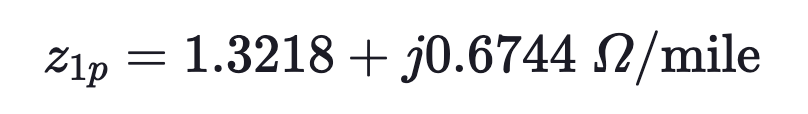 z₁ₚ = 1.3218 + j0.6744 Ω/mile